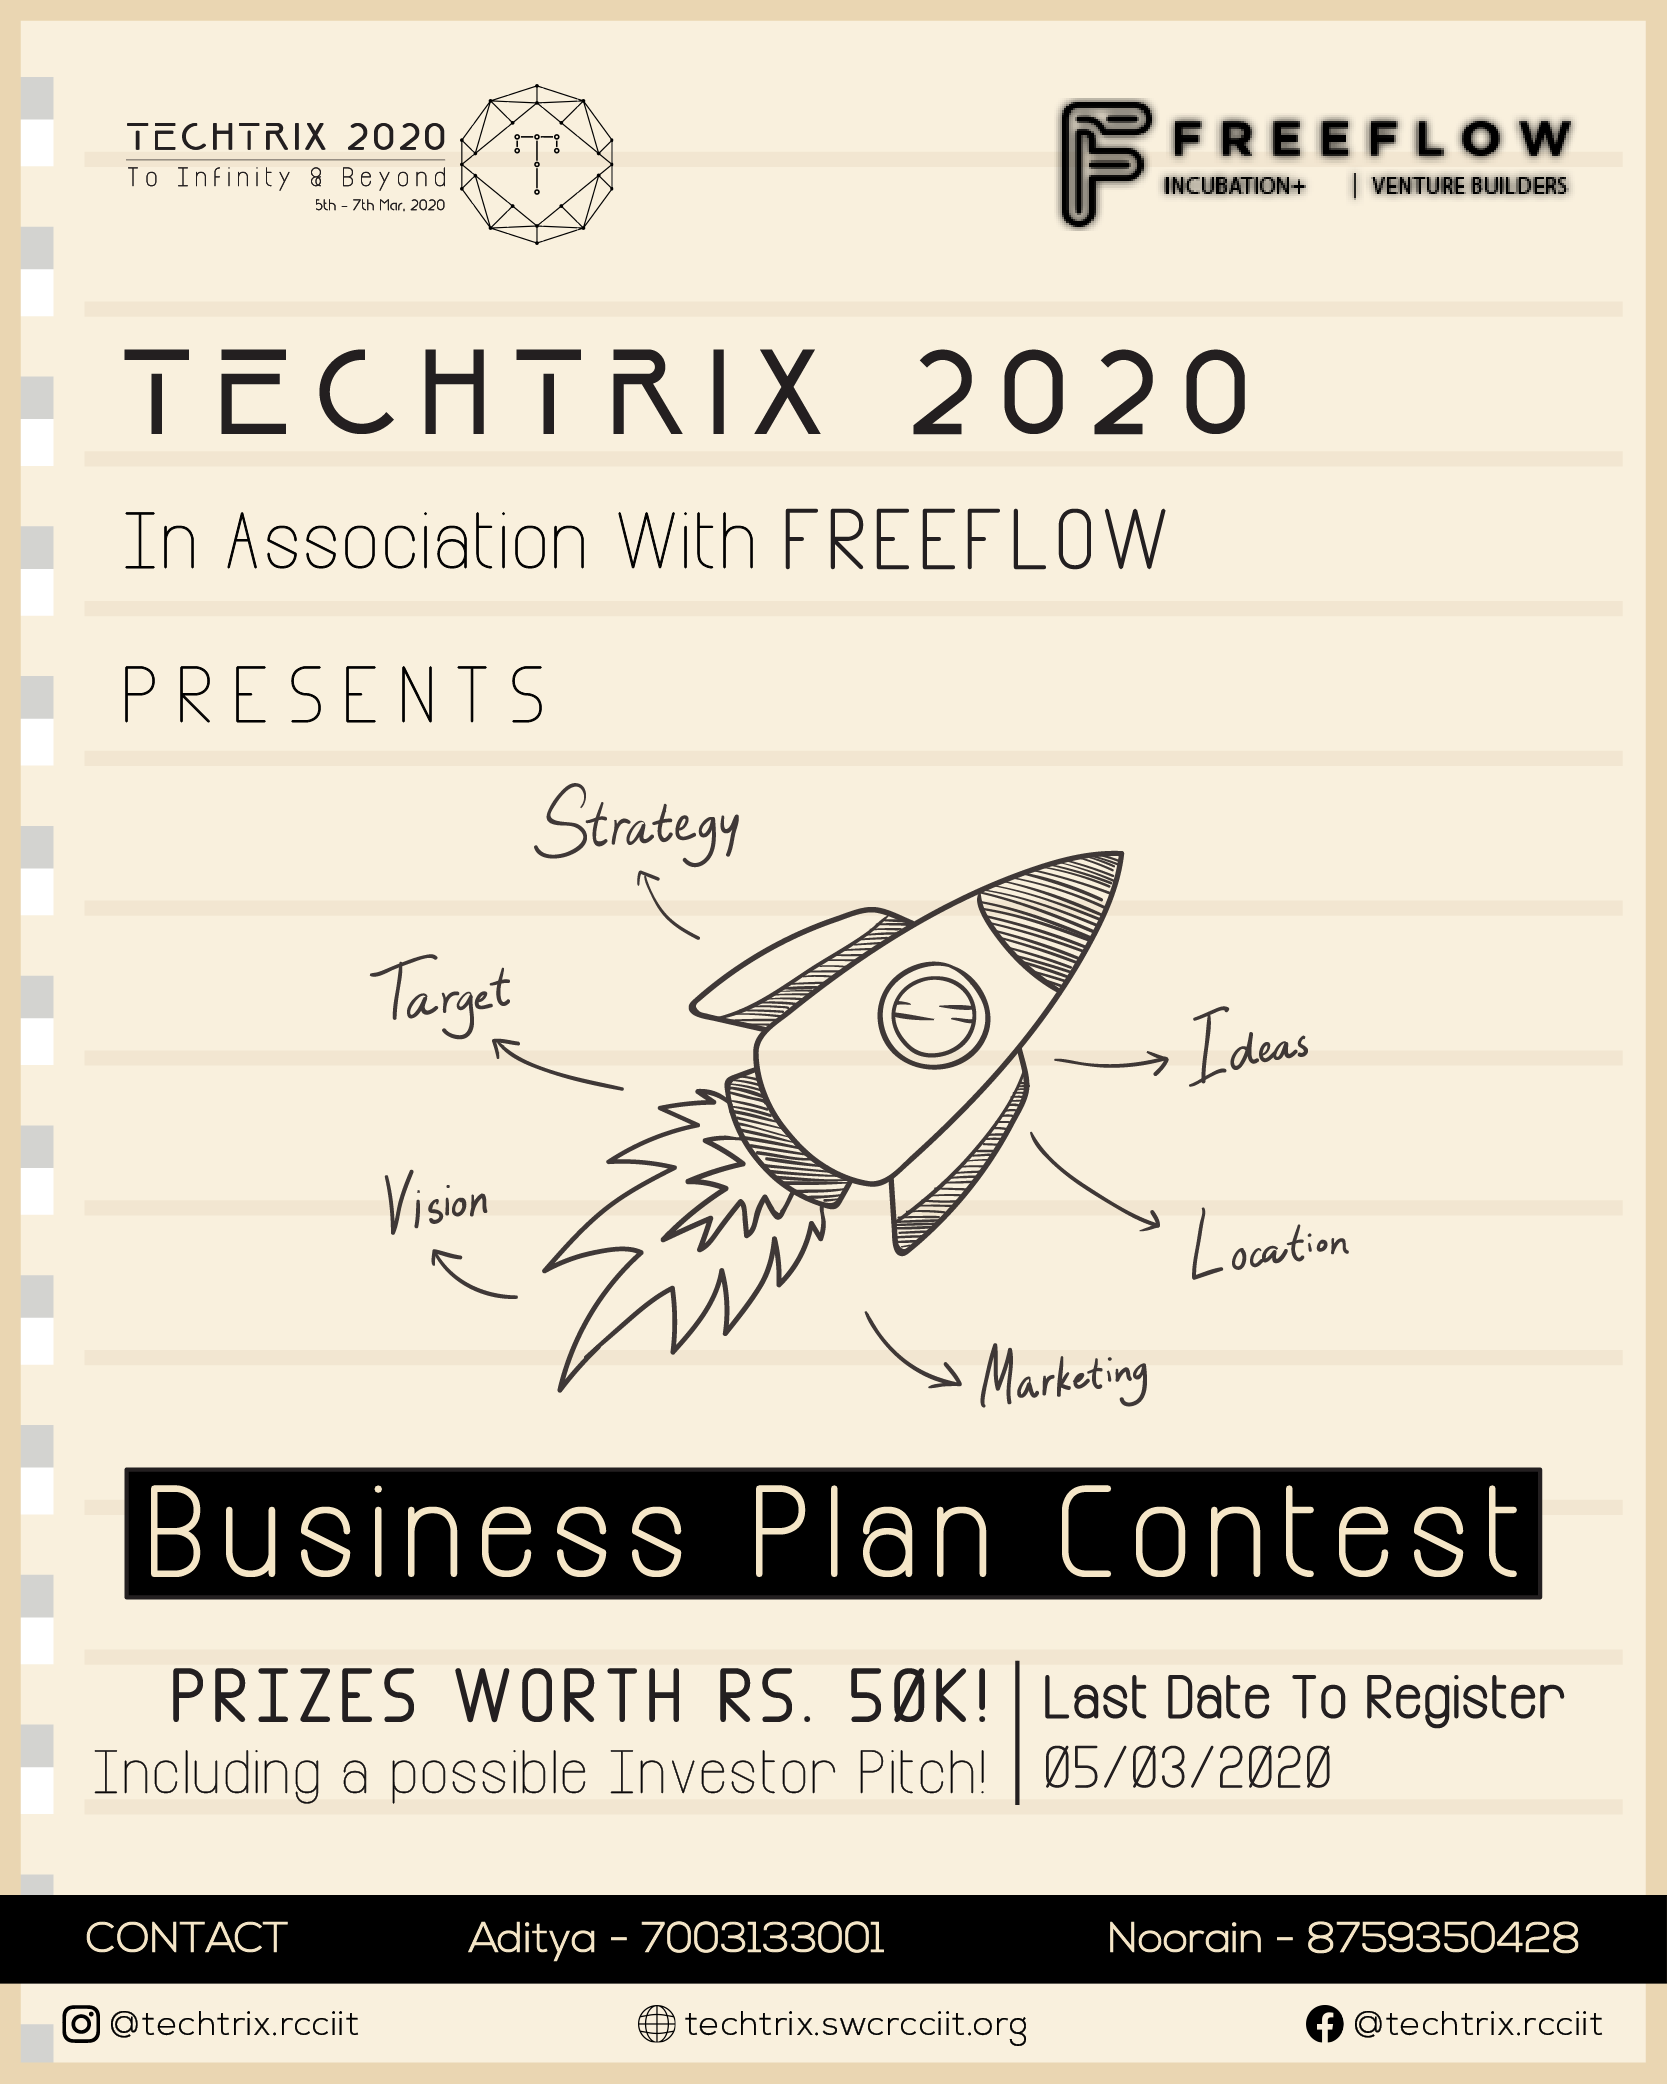 TECHTRIX 2020
To Infinity & Beyond
5th - 7th Mar, 2020
FREEFLOW
INCUBATION+ | VENTURE BUILDERS
TECHTRIX 2020
In Association With FREEFLOW
PRESENTS
Strategy
Target
Ideas
Vision
Location
Marketing
Business Plan Contest
PRIZES WORTH RS. 50K!
Including a possible Investor Pitch!
Last Date To Register
05/03/2020
CONTACT Aditya - 7003133001 Noorain - 8759350428
@techtrix.rcciit techtrix.swcrcciit.org @techtrix.rcciit